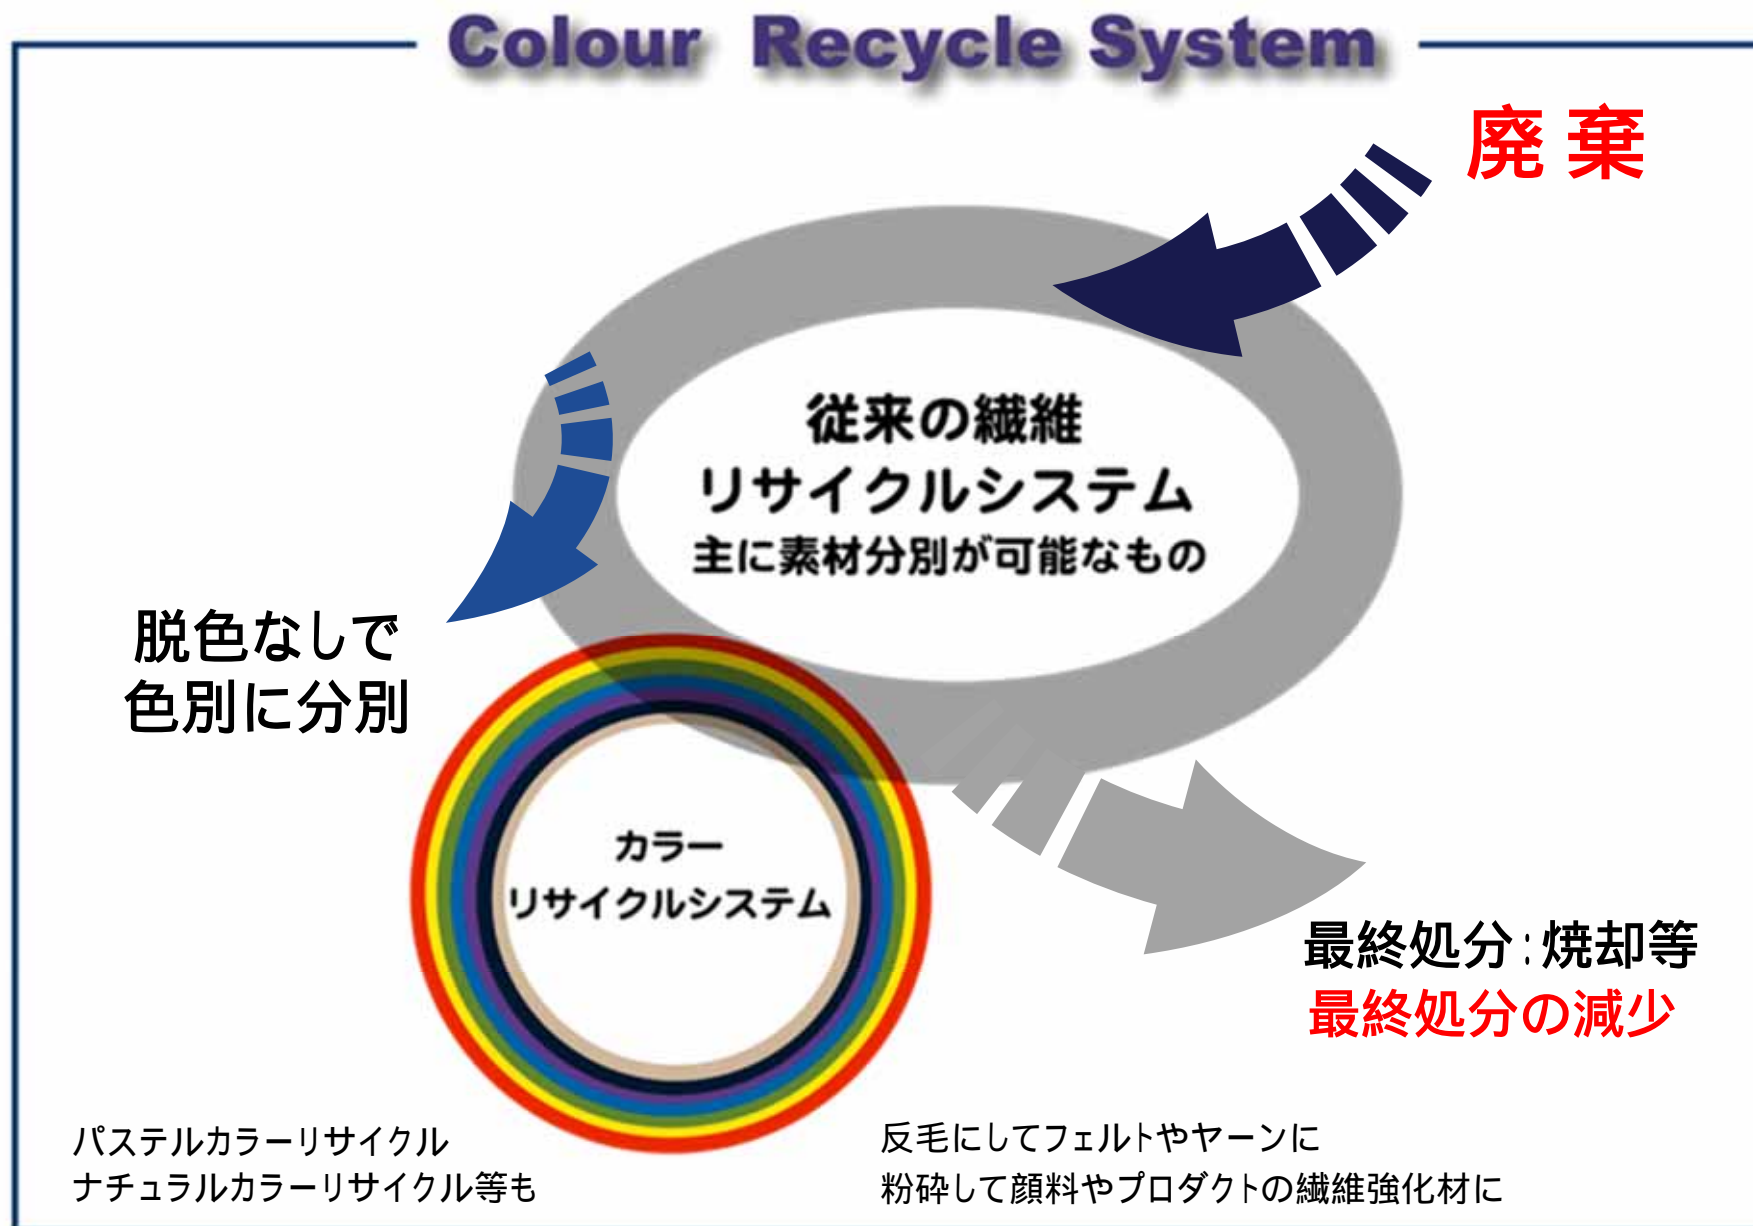 Colour Recycle System
廃棄
従来の繊維
リサイクルシステム
主に素材分別が可能なもの
脱色なしで
色別に分別
カラー
リサイクルシステム
最終処分:焼却等
最終処分の減少
パステルカラーリサイクル
ナチュラルカラーリサイクル等も
反毛にしてフェルトやヤーンに
粉砕して顔料やプロダクトの繊維強化材に